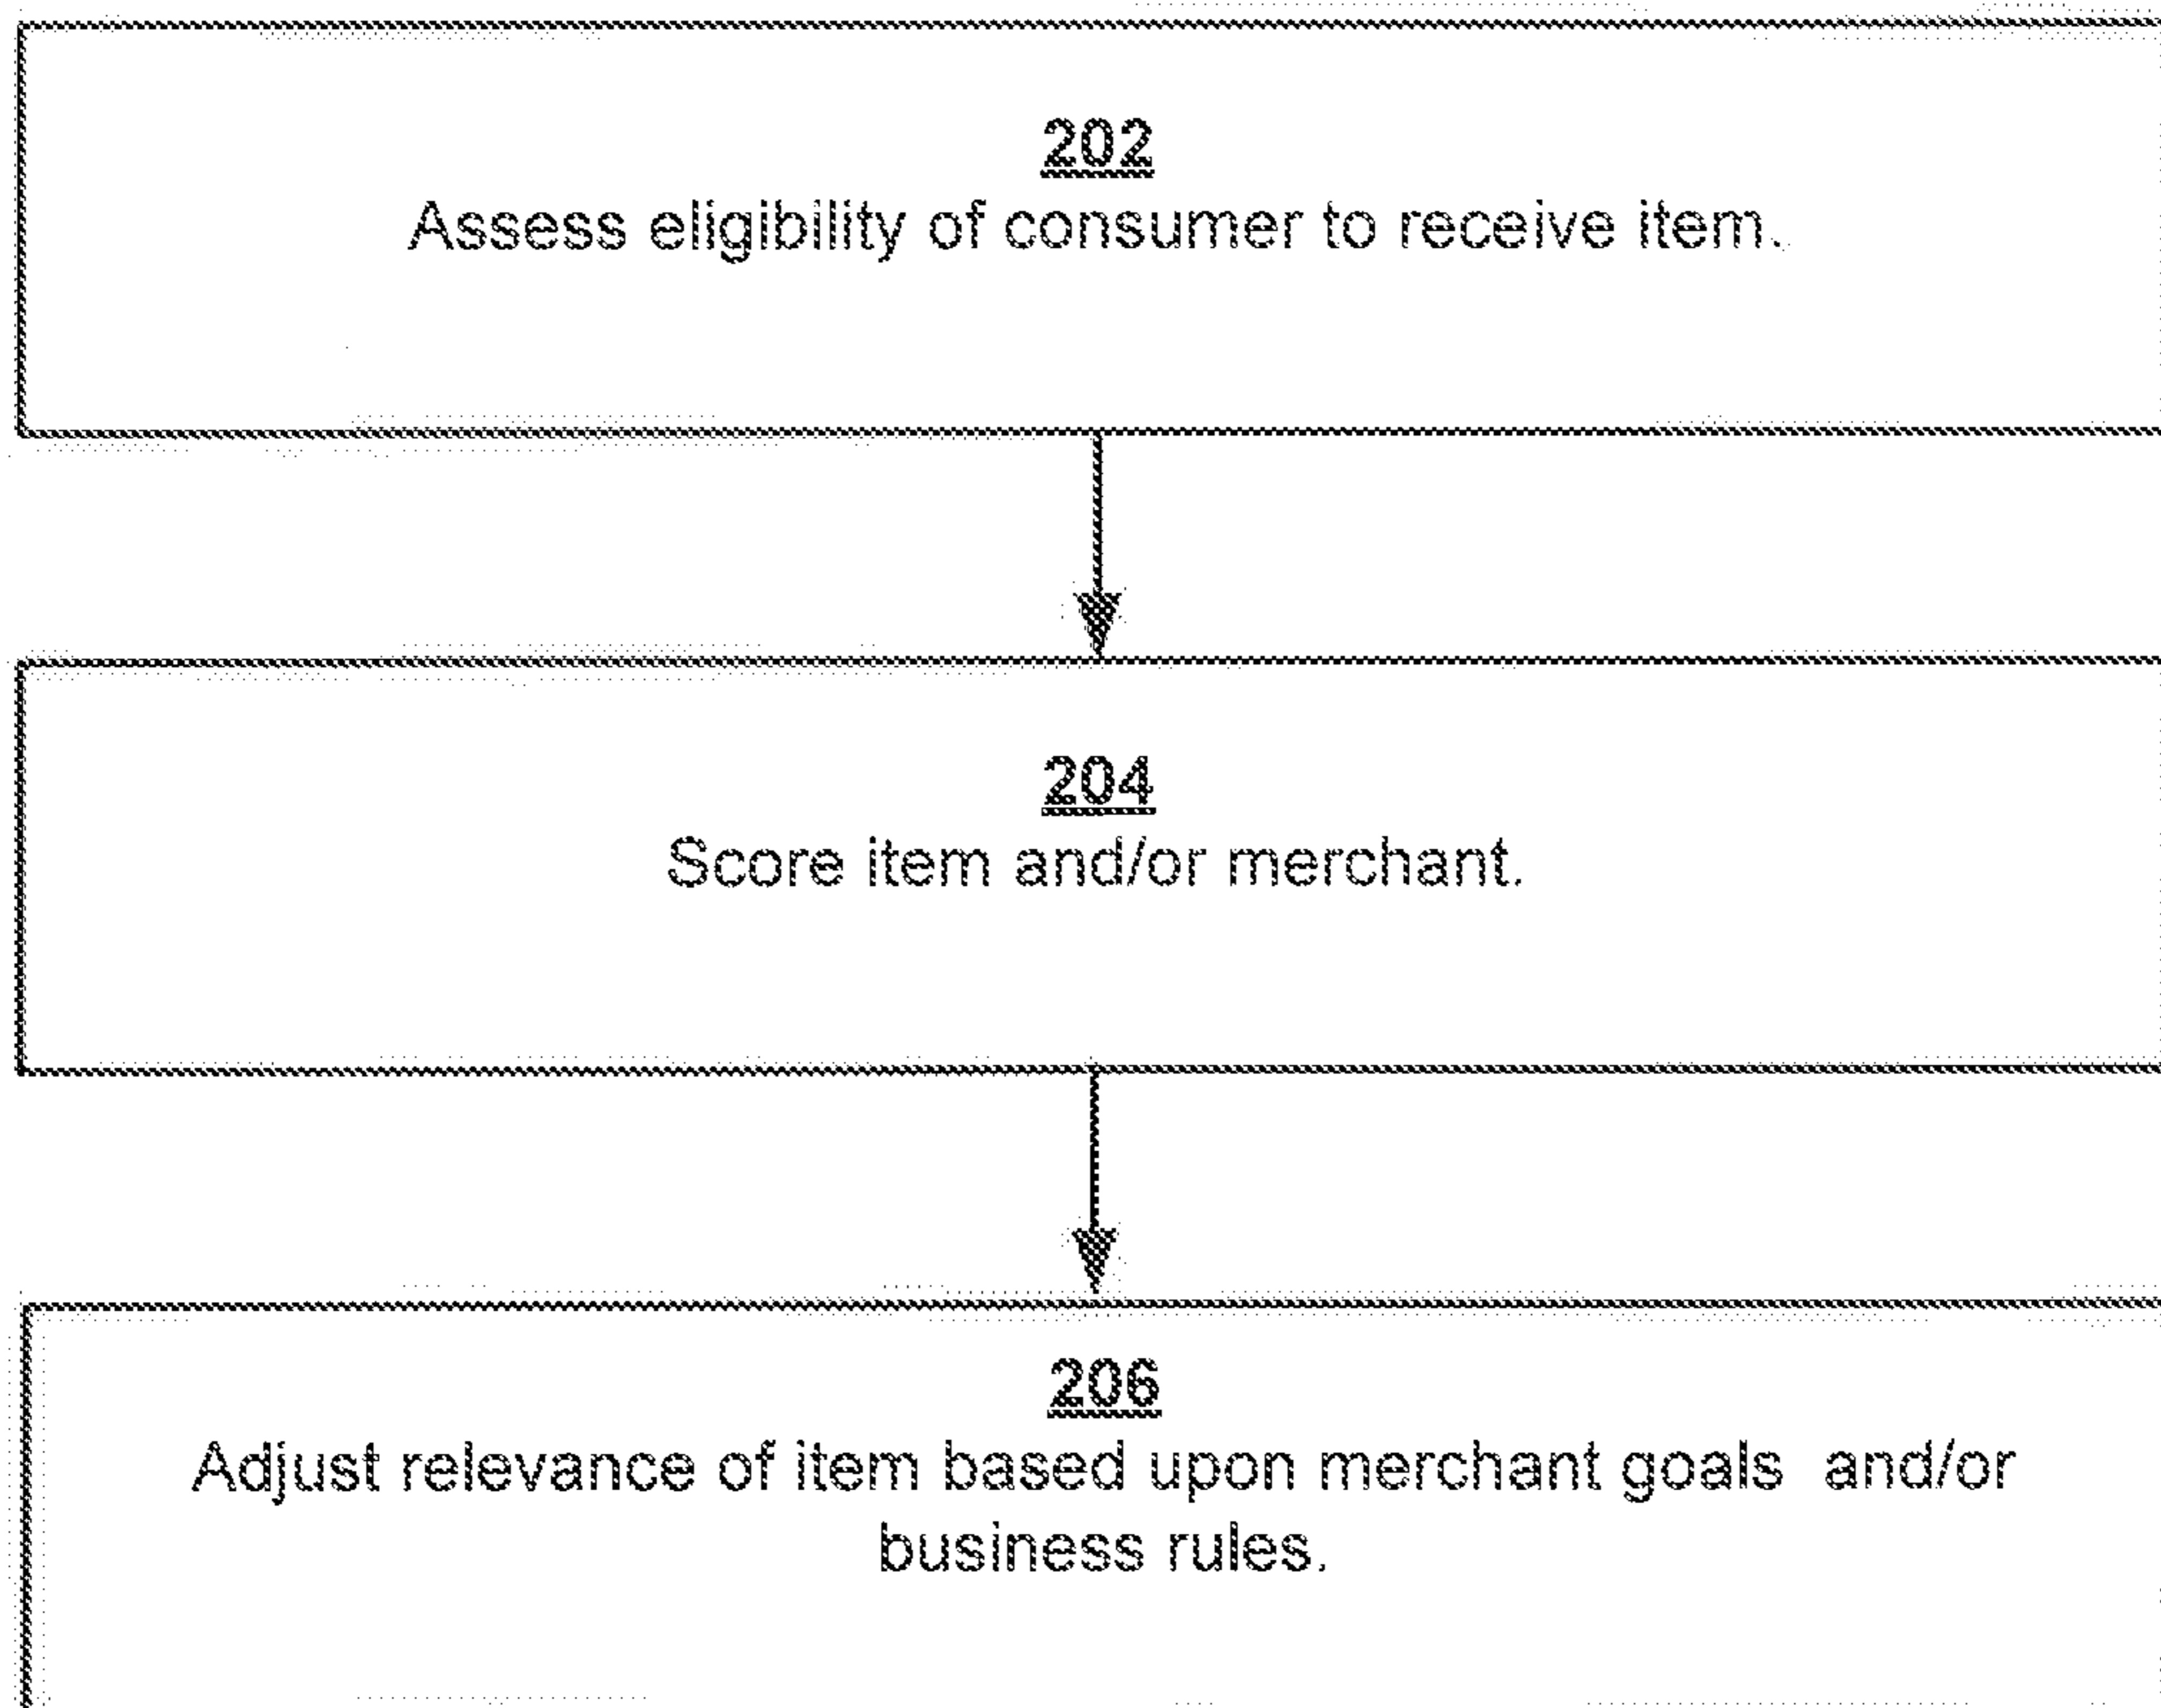 202
Assess eligibility of consumer to receive item.
204
Score item and/or merchant.
206
Adjust relevance of item based upon merchant goals and/or
business rules.